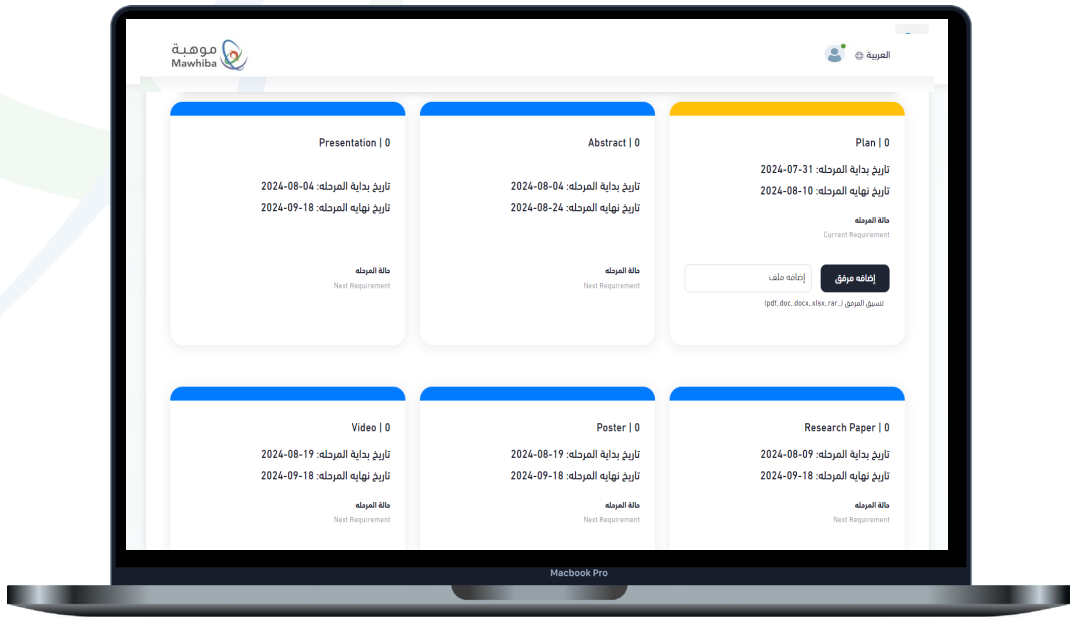 موهبة
Mawhiba
العربية
Plan | 0
تاريخ بداية المرحله: 31-07-2024
تاريخ نهايه المرحله: 10-08-2024
حالة المرحله
Current Requirement
إضافه مرفق
إضافه ملف
تنسيق المرفق (pdf,.doc,.docx,.xlsx,.rar,.)
Abstract | 0
تاريخ بداية المرحله: 04-08-2024
تاريخ نهايه المرحله: 24-08-2024
حالة المرحله
Next Requirement
Presentation | 0
تاريخ بداية المرحله: 04-08-2024
تاريخ نهايه المرحله: 18-09-2024
حالة المرحله
Next Requirement
Research Paper | 0
تاريخ بداية المرحله: 09-08-2024
تاريخ نهايه المرحله: 18-09-2024
حالة المرحله
Next Requirement
Poster | 0
تاريخ بداية المرحله: 19-08-2024
تاريخ نهايه المرحله: 18-09-2024
حالة المرحله
Next Requirement
Video | 0
تاريخ بداية المرحله: 19-08-2024
تاريخ نهايه المرحله: 18-09-2024
حالة المرحله
Next Requirement
Macbook Pro